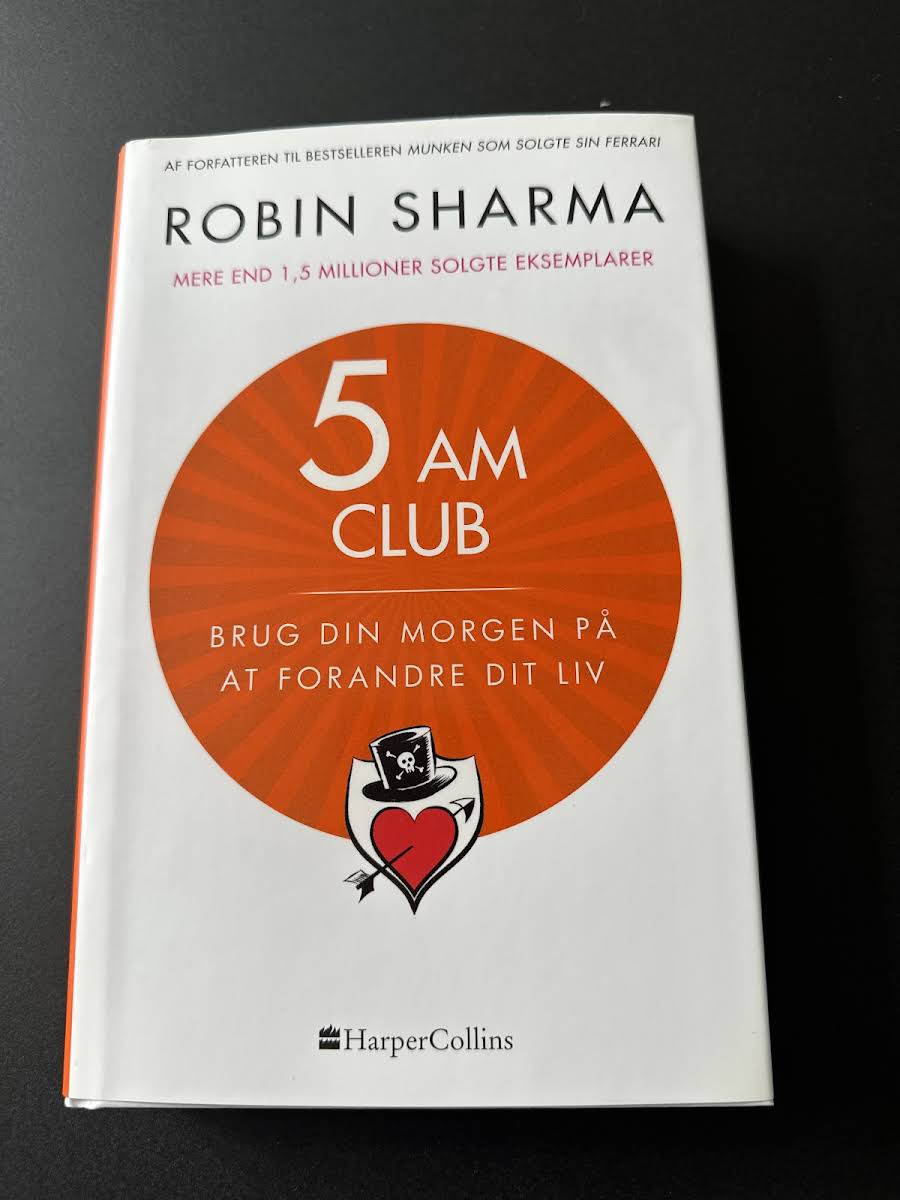 AF FORFATTEREN TIL BESTSELLEREN MUNKEN SOM SOLGTE SIN FERRARI
ROBIN SHARMA
MERE END 1,5 MILLIONER SOLGTE EKSEMPLARER
5 AM
CLUB
BRUG DIN MORGEN PÅ
AT FORANDRE DIT LIV
HarperCollins